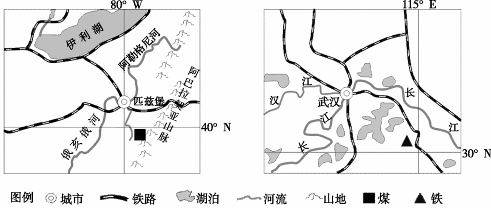 80° W
伊利湖
阿勒格尼河
匹兹堡
阿巴拉契亚山脉
俄亥俄河
40° N
115° E
汉江
武汉
长江
长江
30° N
图例 城市 铁路 湖泊 河流 山地 煤 铁